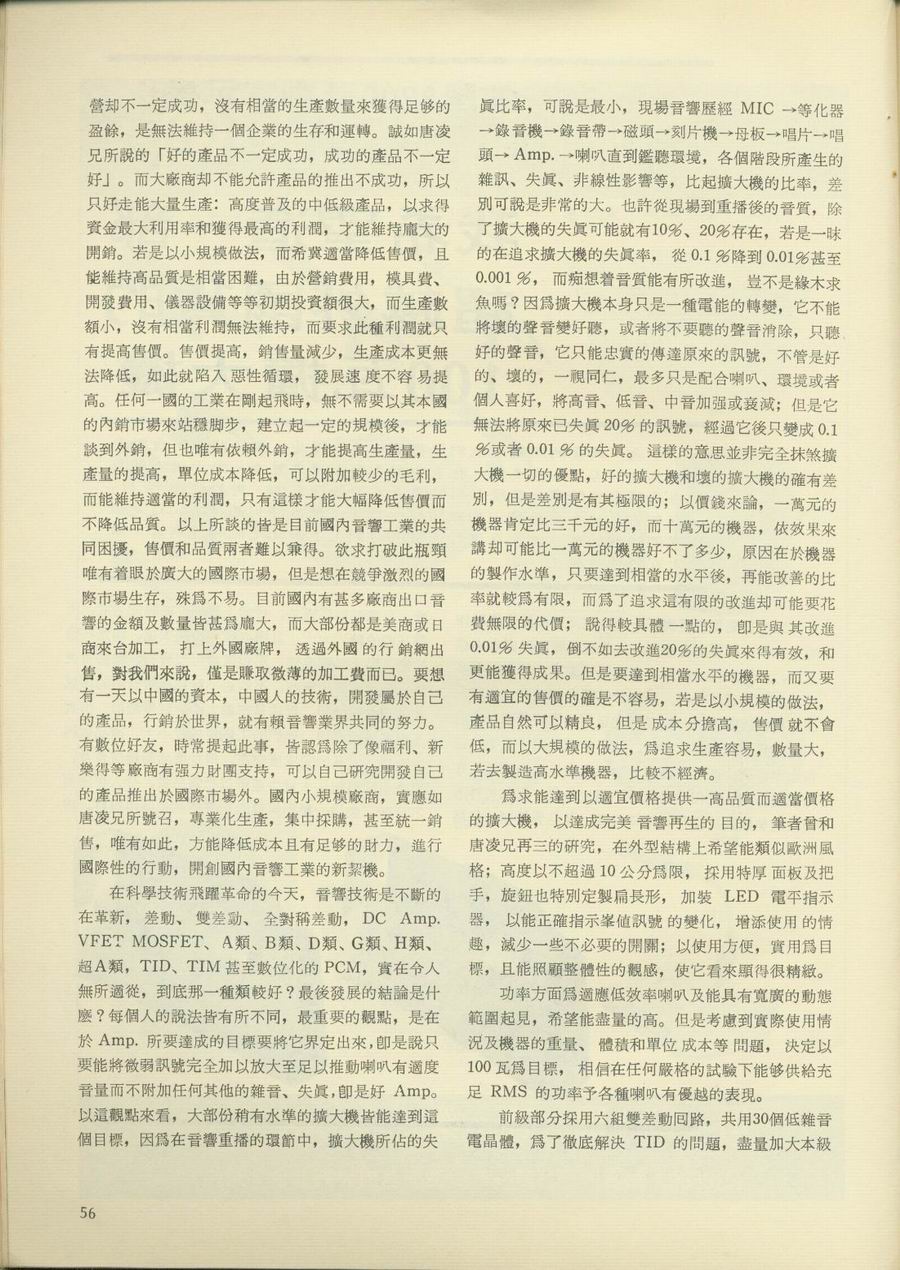 營却不一定成功，沒有相當的生產數量來獲得足够的
盈餘，是無法維持一個企業的生存和運轉。誠如唐凌
兄所說的「好的產品不一定成功，成功的產品不一定
好」。而大廠商却不能允許產品的推出不成功，所以
只好走能大量生產：高度普及的中低級產品，以求得
資金最大利用率和獲得最高的利潤，才能維持龐大的
開銷。若是以小規模做法，而希冀適當降低售價，且
能維持高品質是相當困難，由於營銷費用，模具費、
開發費用、儀器設備等等初期投資額很大，而生產數
額小，沒有相當利潤無法維持，而要求此種利潤就只
有提高售價。售價提高，銷售量減少，生產成本更無
法降低，如此就陷入惡性循環，發展速度不容易提
高。任何一國的工業在剛起飛時，無不需要以其本國
的內銷市場來站穩脚步，建立起一定的規模後，才能
談到外銷，但也唯有依賴外銷，才能提高生產量，生
產量的提高，單位成本降低，可以附加較少的毛利，
而能維持適當的利潤，只有這樣才能大幅降低售價而
不降低品質。以上所談的皆是目前國內音響工業的共
同困擾，售價和品質兩者難以兼得。欲求打破此瓶頸
唯有着眼於廣大的國際市場，但是想在競爭激烈的國
際市場生存，殊爲不易。目前國內有甚多廠商出口音
響的金額及數量皆甚爲龐大，而大部份都是美商或日
商來台加工，打上外國廠牌，透過外國的行銷網出
售，對我們來說，僅是賺取微薄的加工費而已。要想
有一天以中國的資本，中國人的技術，開發屬於自己
的產品，行銷於世界，就有賴音響業界共同的努力。
有數位好友，時常提起此事，皆認爲除了像福利、新
樂得等廠商有强力財團支持，可以自己研究開發自己
的產品推出於國際市場外。國內小規模廠商，實應如
唐凌兄所號召，專業化生產，集中採購，甚至統一銷
售，唯有如此，方能降低成本且有足够的財力，進行
國際性的行動，開創國內音響工業的新契機。
在科學技術飛躍革命的今天，音響技術是不斷的
在革新，差動、雙差動、全對稱差動，DC Amp.
VFET MOSFET、A類、B類、D類、G類、H類、
超A類，TID、TIM 甚至數位化的 PCM，實在令人
無所適從，到底那一種類較好？最後發展的結論是什
麼？每個人的說法皆有所不同，最重要的觀點，是在
於 Amp. 所要達成的目標要將它界定出來，卽是說只
要能將微弱訊號完全加以放大至足以推動喇叭有適度
音量而不附加任何其他的雜音、失眞，卽是好 Amp。
以這觀點來看，大部份稍有水準的擴大機皆能達到這
個目標，因爲在音響重播的環節中，擴大機所佔的失
眞比率，可說是最小，現場音響歷經 MIC →等化器
→錄音機→錄音帶→磁頭→刻片機→母板→唱片→唱
頭→ Amp. →喇叭直到鑑聽環境，各個階段所產生的
雜訊、失眞、非線性影響等，比起擴大機的比率，差
別可說是非常的大。也許從現場到重播後的音質，除
了擴大機的失眞可能就有10%、20%存在，若是一味
的在追求擴大機的失眞率，從 0.1 %降到 0.01%甚至
0.001 %，而痴想着音質能有所改進，豈不是緣木求
魚嗎？因爲擴大機本身只是一種電能的轉變，它不能
將壞的聲音變好聽，或者將不要聽的聲音消除，只聽
好的聲音，它只能忠實的傳達原來的訊號，不管是好
的、壞的，一視同仁，最多只是配合喇叭、環境或者
個人喜好，將高音、低音、中音加强或衰減；但是它
無法將原來已失眞 20% 的訊號，經過它後只變成 0.1
%或者 0.01 % 的失眞。這樣的意思並非完全抹煞擴
大機一切的優點，好的擴大機和壞的擴大機的確有差
別，但是差別是有其極限的；以價錢來論，一萬元的
機器肯定比三千元的好，而十萬元的機器，依效果來
講却可能比一萬元的機器好不了多少，原因在於機器
的製作水準，只要達到相當的水平後，再能改善的比
率就較爲有限，而爲了追求這有限的改進却可能要花
費無限的代價；說得較具體一點的，卽是與其改進
0.01% 失眞，倒不如去改進20%的失眞來得有效，和
更能獲得成果。但是要達到相當水平的機器，而又要
有適宜的售價的確是不容易，若是以小規模的做法，
產品自然可以精良，但是成本分擔高，售價就不會
低，而以大規模的做法，爲追求生產容易，數量大，
若去製造高水準機器，比較不經濟。
爲求能達到以適宜價格提供一高品質而適當價格
的擴大機，以達成完美音響再生的目的，筆者曾和
唐凌兄再三的研究，在外型結構上希望能類似歐洲風
格；高度以不超過 10 公分爲限，採用特厚面板及把
手，旋鈕也特別定製扁長形，加裝 LED 電平指示
器，以能正確指示峯值訊號的變化，增添使用的情
趣，減少一些不必要的開關；以使用方便，實用爲目
標，且能照顧整體性的觀感，使它看來顯得很精緻。
功率方面爲適應低效率喇叭及能具有寬廣的動態
範圍起見，希望能盡量的高。但是考慮到實際使用情
況及機器的重量、體積和單位成本等問題，決定以
100 瓦爲目標，相信在任何嚴格的試驗下能够供給充
足 RMS 的功率予各種喇叭有優越的表現。
前級部分採用六組雙差動回路，共用30個低雜音
電晶體，爲了徹底解決 TID 的問題，盡量加大本級
56